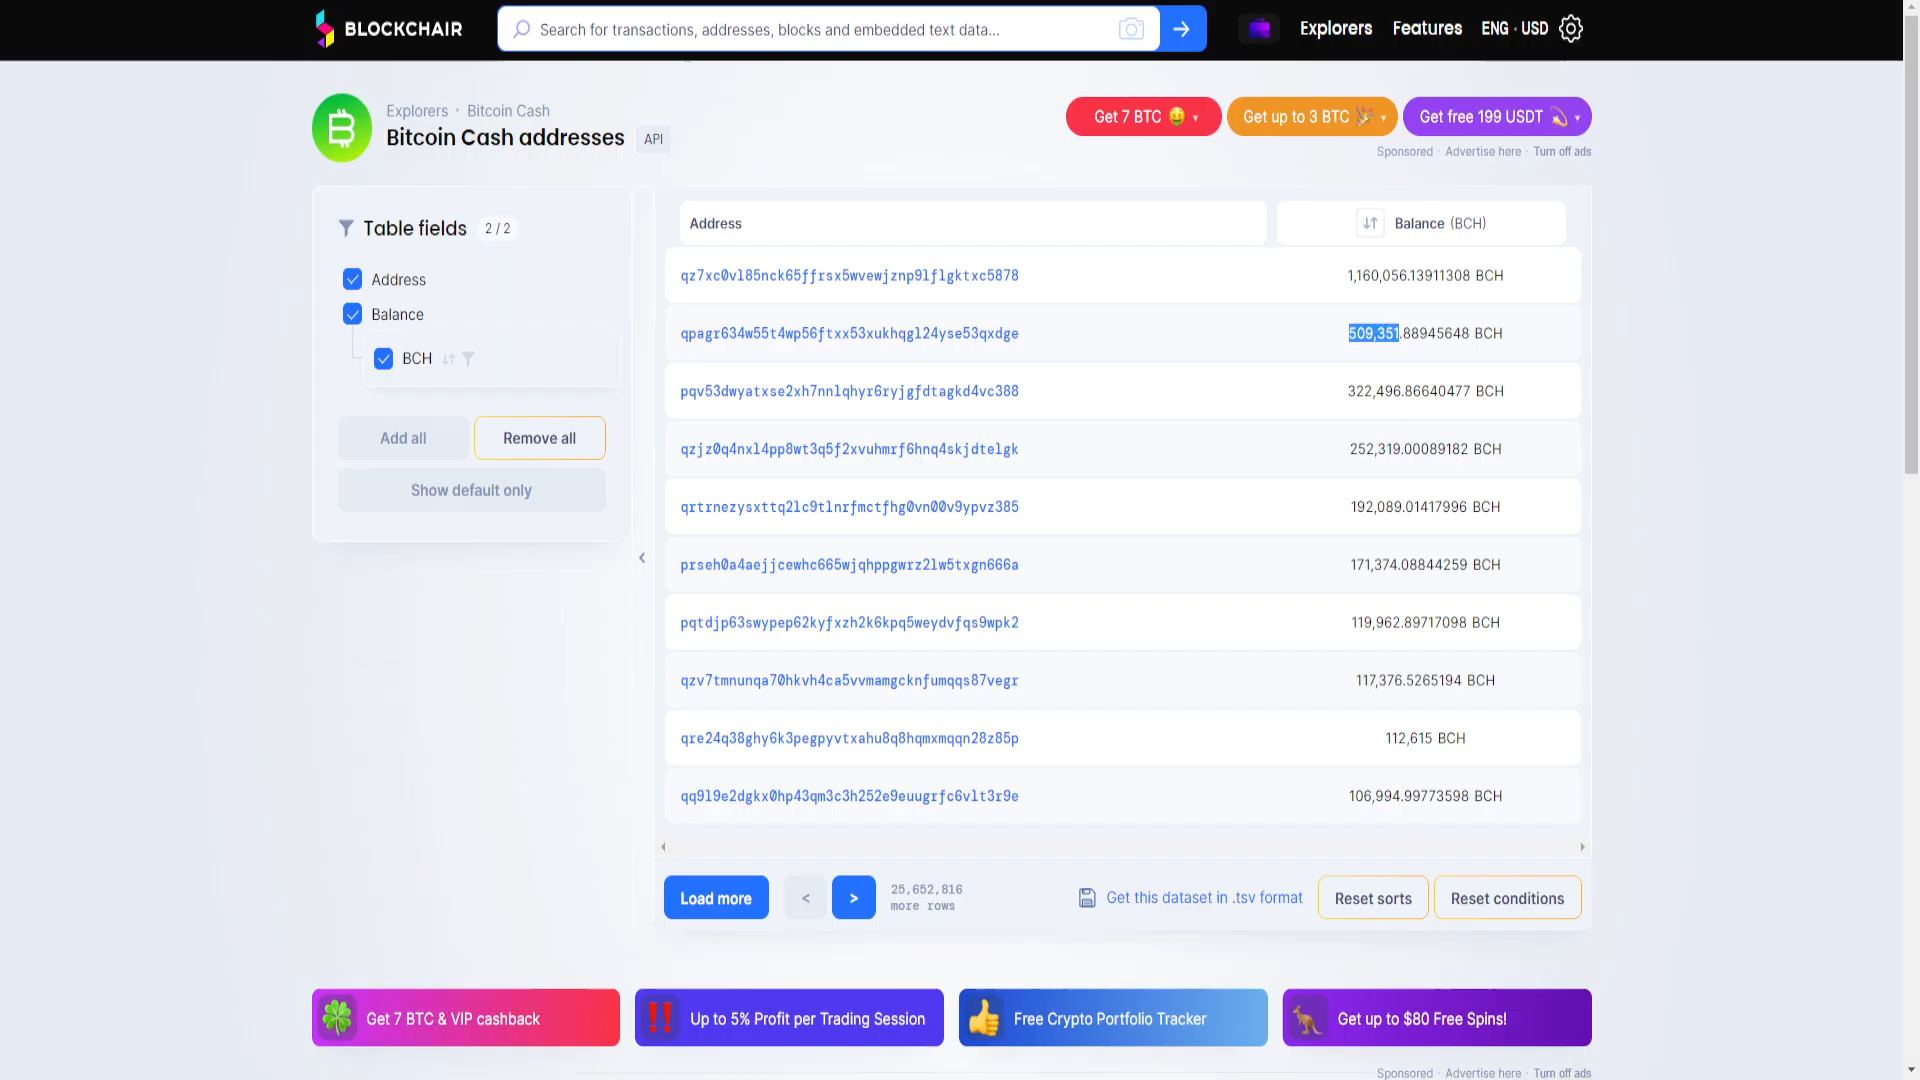 BLOCKCHAIR
Search for transactions, addresses, blocks and embedded text data...
Explorers
Features
ENG · USD
Explorers · Bitcoin Cash
Bitcoin Cash addresses API
Get 7 BTC
Get up to 3 BTC
Get free 199 USDT
Sponsored · Advertise here · Turn off ads
Table fields 2 / 2
Address
Balance
BCH
Add all
Remove all
Show default only
Address
Balance (BCH)
qz7xc0vl85nck65ffrsx5wvewjznp9lflgktxc5878 1,160,056.13911308 BCH
qpagr634w55t4wp56ftxx53xukhqgl24yse53qxdge 509,351.88945648 BCH
pqv53dwyatxse2xh7nnlqhyr6ryjgfdtagkd4vc388 322,496.86640477 BCH
qzjz0q4nxl4pp8wt3q5f2xvuhmrf6hnq4skjdtelgk 252,319.00089182 BCH
qrtrnezysxttq2lc9tlnrfmctfhg0vn00v9ypvz385 192,089.01417996 BCH
prseh0a4aejjcewhc665wjqhppgwrz2lw5txgn666a 171,374.08844259 BCH
pqtdjp63swypep62kyfxzh2k6kpq5weydvfqs9wpk2 119,962.89717098 BCH
qzv7tmnunqa70hkvh4ca5vvmamgcknfumqqs87vegr 117,376.5265194 BCH
qre24q38ghy6k3pegpyvtxahu8q8hqmxmqqn28z85p 112,615 BCH
qq9l9e2dgkx0hp43qm3c3h252e9euugrfc6vlt3r9e 106,994.99773598 BCH
Load more
<
>
25,652,816
more rows
Get this dataset in .tsv format
Reset sorts
Reset conditions
Get 7 BTC & VIP cashback
Up to 5% Profit per Trading Session
Free Crypto Portfolio Tracker
Get up to $80 Free Spins!
Sponsored · Advertise here · Turn off ads